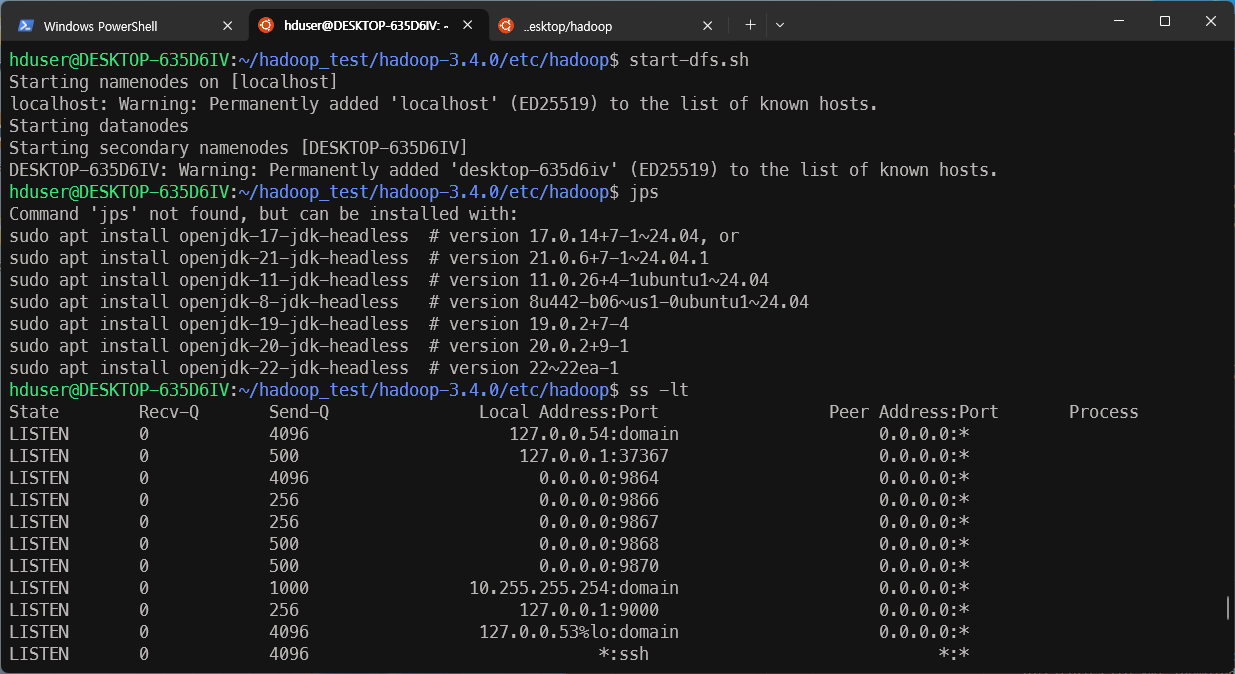 Windows PowerShell
hduser@DESKTOP-635D6IV: ~
..esktop/hadoop
hduser@DESKTOP-635D6IV:~/hadoop_test/hadoop-3.4.0/etc/hadoop$ start-dfs.sh
Starting namenodes on [localhost]
localhost: Warning: Permanently added 'localhost' (ED25519) to the list of known hosts.
Starting datanodes
Starting secondary namenodes [DESKTOP-635D6IV]
DESKTOP-635D6IV: Warning: Permanently added 'desktop-635d6iv' (ED25519) to the list of known hosts.
hduser@DESKTOP-635D6IV:~/hadoop_test/hadoop-3.4.0/etc/hadoop$ jps
Command 'jps' not found, but can be installed with:
sudo apt install openjdk-17-jdk-headless  # version 17.0.14+7-1~24.04, or
sudo apt install openjdk-21-jdk-headless  # version 21.0.6+7-1~24.04.1
sudo apt install openjdk-11-jdk-headless  # version 11.0.26+4-1ubuntu1~24.04
sudo apt install openjdk-8-jdk-headless   # version 8u442-b06~us1-0ubuntu1~24.04
sudo apt install openjdk-19-jdk-headless  # version 19.0.2+7-4
sudo apt install openjdk-20-jdk-headless  # version 20.0.2+9-1
sudo apt install openjdk-22-jdk-headless  # version 22~22ea-1
hduser@DESKTOP-635D6IV:~/hadoop_test/hadoop-3.4.0/etc/hadoop$ ss -lt
State        Recv-Q       Send-Q               Local Address:Port                 Peer Address:Port       Process
LISTEN       0            4096                    127.0.0.54:domain                    0.0.0.0:*
LISTEN       0            500                      127.0.0.1:37367                     0.0.0.0:*
LISTEN       0            4096                       0.0.0.0:9864                      0.0.0.0:*
LISTEN       0            256                        0.0.0.0:9866                      0.0.0.0:*
LISTEN       0            256                        0.0.0.0:9867                      0.0.0.0:*
LISTEN       0            500                        0.0.0.0:9868                      0.0.0.0:*
LISTEN       0            500                        0.0.0.0:9870                      0.0.0.0:*
LISTEN       0            1000                10.255.255.254:domain                    0.0.0.0:*
LISTEN       0            256                      127.0.0.1:9000                      0.0.0.0:*
LISTEN       0            4096                 127.0.0.53%lo:domain                    0.0.0.0:*
LISTEN       0            4096                             *:ssh                             *:*